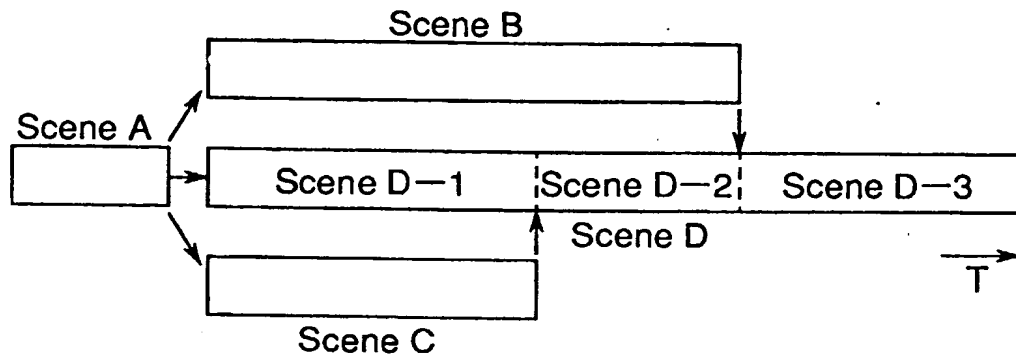 Scene B
Scene A
Scene D—1 Scene D—2 Scene D—3
Scene D
T
Scene C